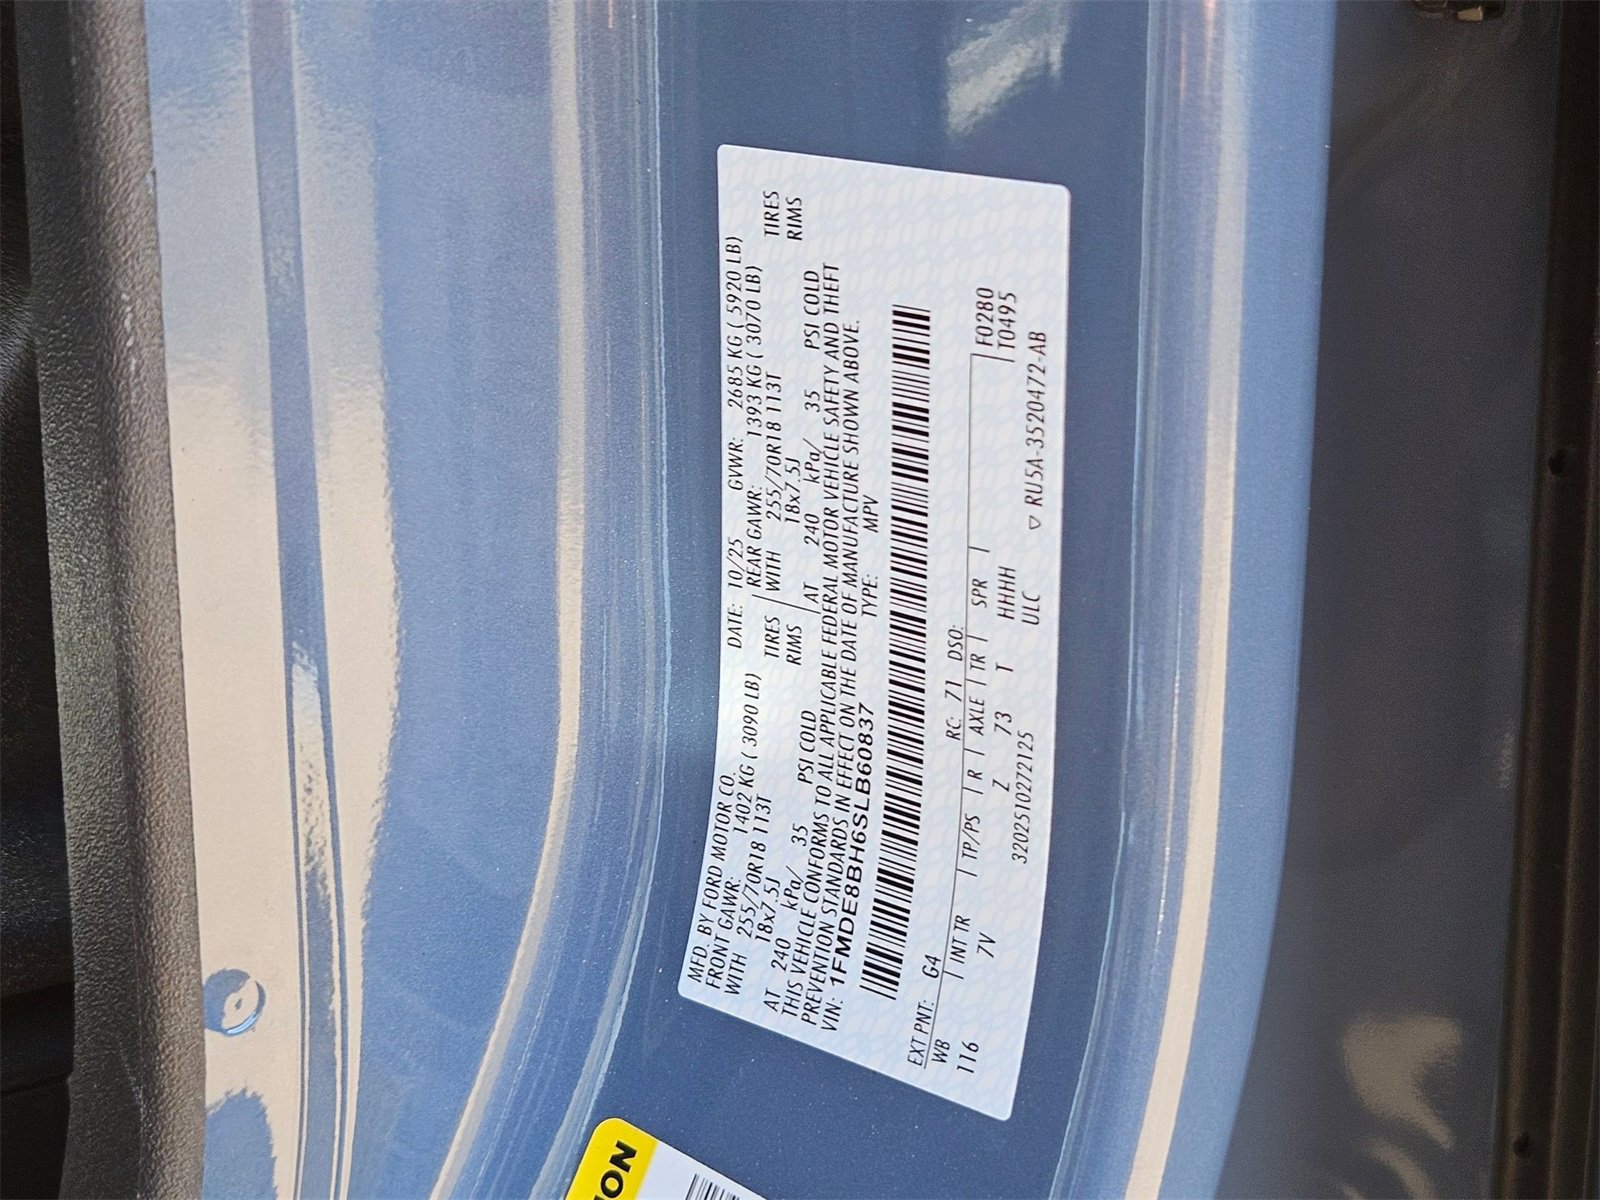 MFD. BY FORD MOTOR CO.
DATE: 10/25 GVWR: 2685 KG ( 5920 LB)
FRONT GAWR: 1402 KG ( 3090 LB) REAR GAWR: 1393 KG ( 3070 LB)
WITH 255/70R18 113T TIRES WITH 255/70R18 113T TIRES
18x7.5J RIMS 18x7.5J RIMS
AT 240 kPa/ 35 PSI COLD AT 240 kPa/ 35 PSI COLD
THIS VEHICLE CONFORMS TO ALL APPLICABLE FEDERAL MOTOR VEHICLE SAFETY AND THEFT
PREVENTION STANDARDS IN EFFECT ON THE DATE OF MANUFACTURE SHOWN ABOVE.
VIN: 1FMDE8BH6SLB60837 TYPE: MPV
EXT PNT: G4 RC: 71 DSO: F0280
WB INT TR TP/PS R AXLE TR SPR T0495
116 7V Z 73 T HHHH
3202510272125 ULC ▽ RU5A-3520472-AB
ION